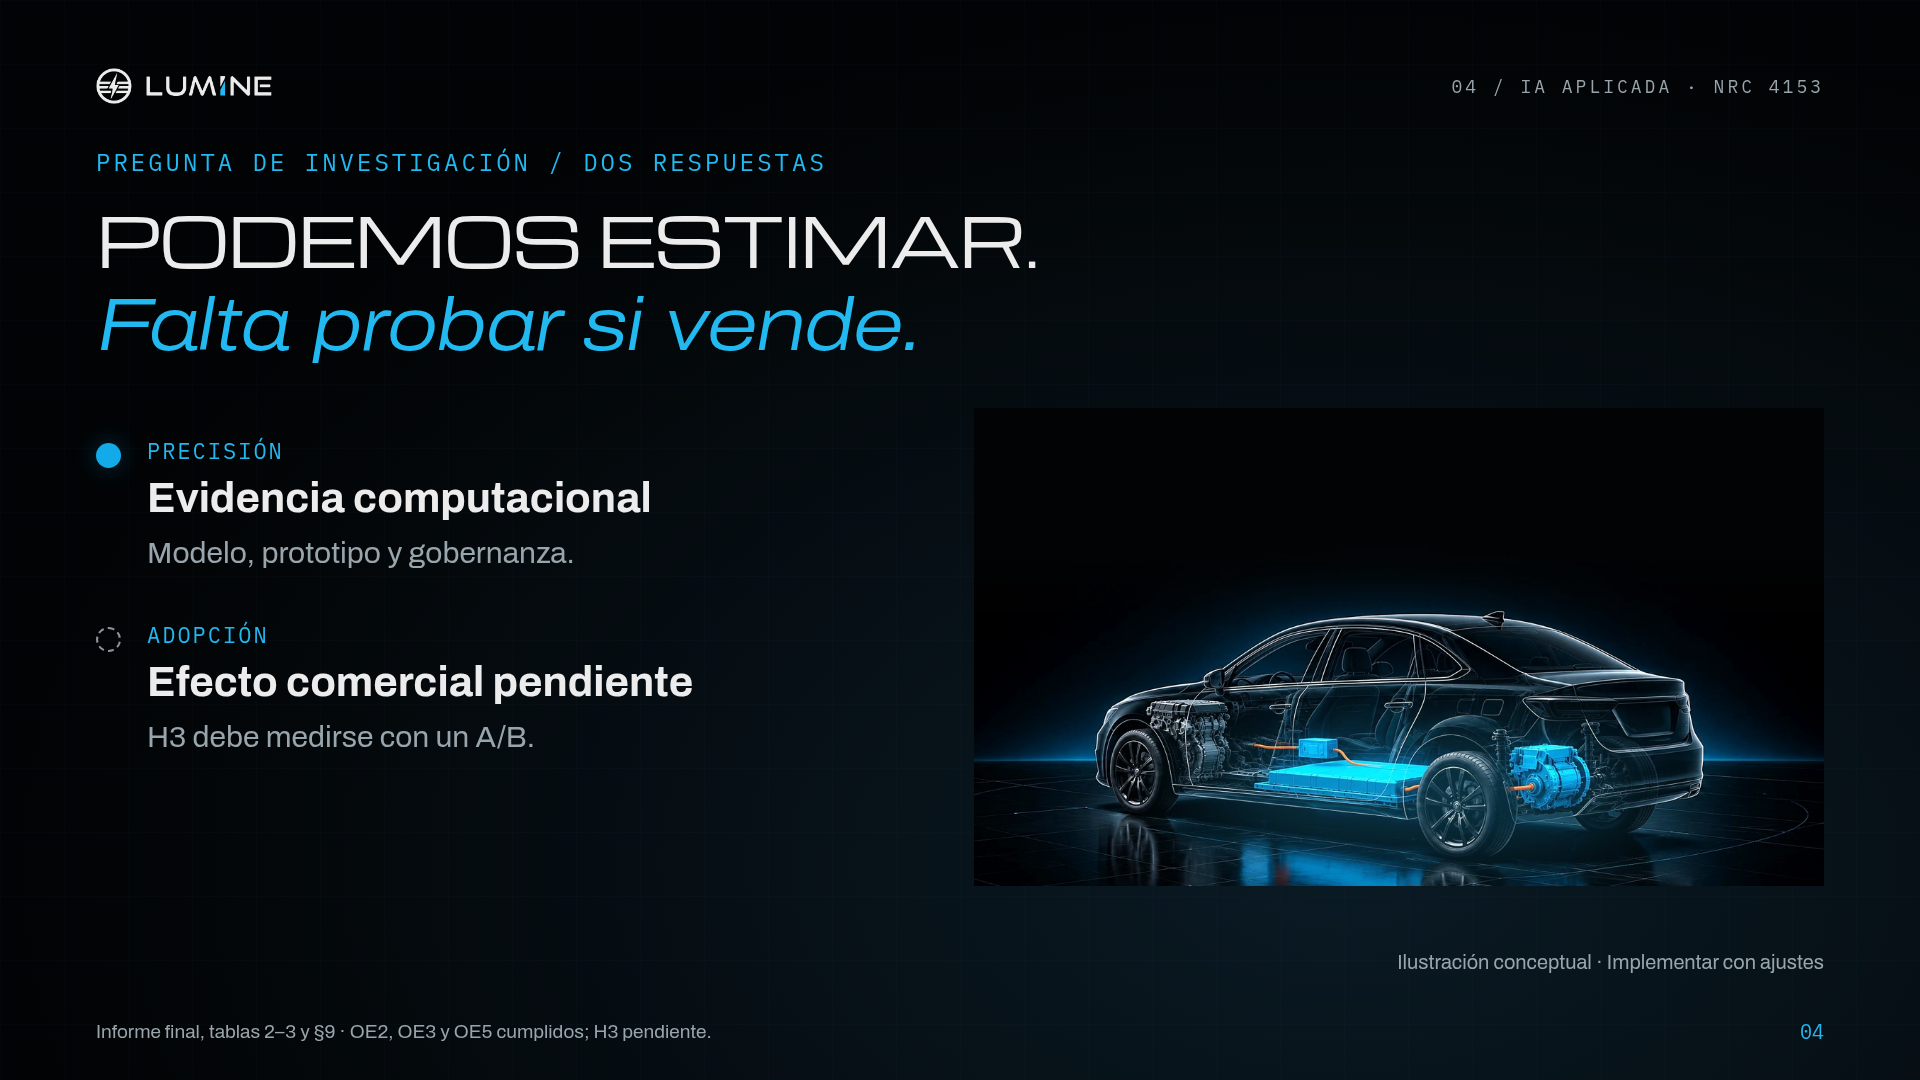 LUMINE
04 / IA APLICADA · NRC 4153
PREGUNTA DE INVESTIGACIÓN / DOS RESPUESTAS
PODEMOS ESTIMAR.
Falta probar si vende.
PRECISIÓN
Evidencia computacional
Modelo, prototipo y gobernanza.
ADOPCIÓN
Efecto comercial pendiente
H3 debe medirse con un A/B.
Ilustración conceptual · Implementar con ajustes
Informe final, tablas 2–3 y §9 · OE2, OE3 y OE5 cumplidos; H3 pendiente.
04